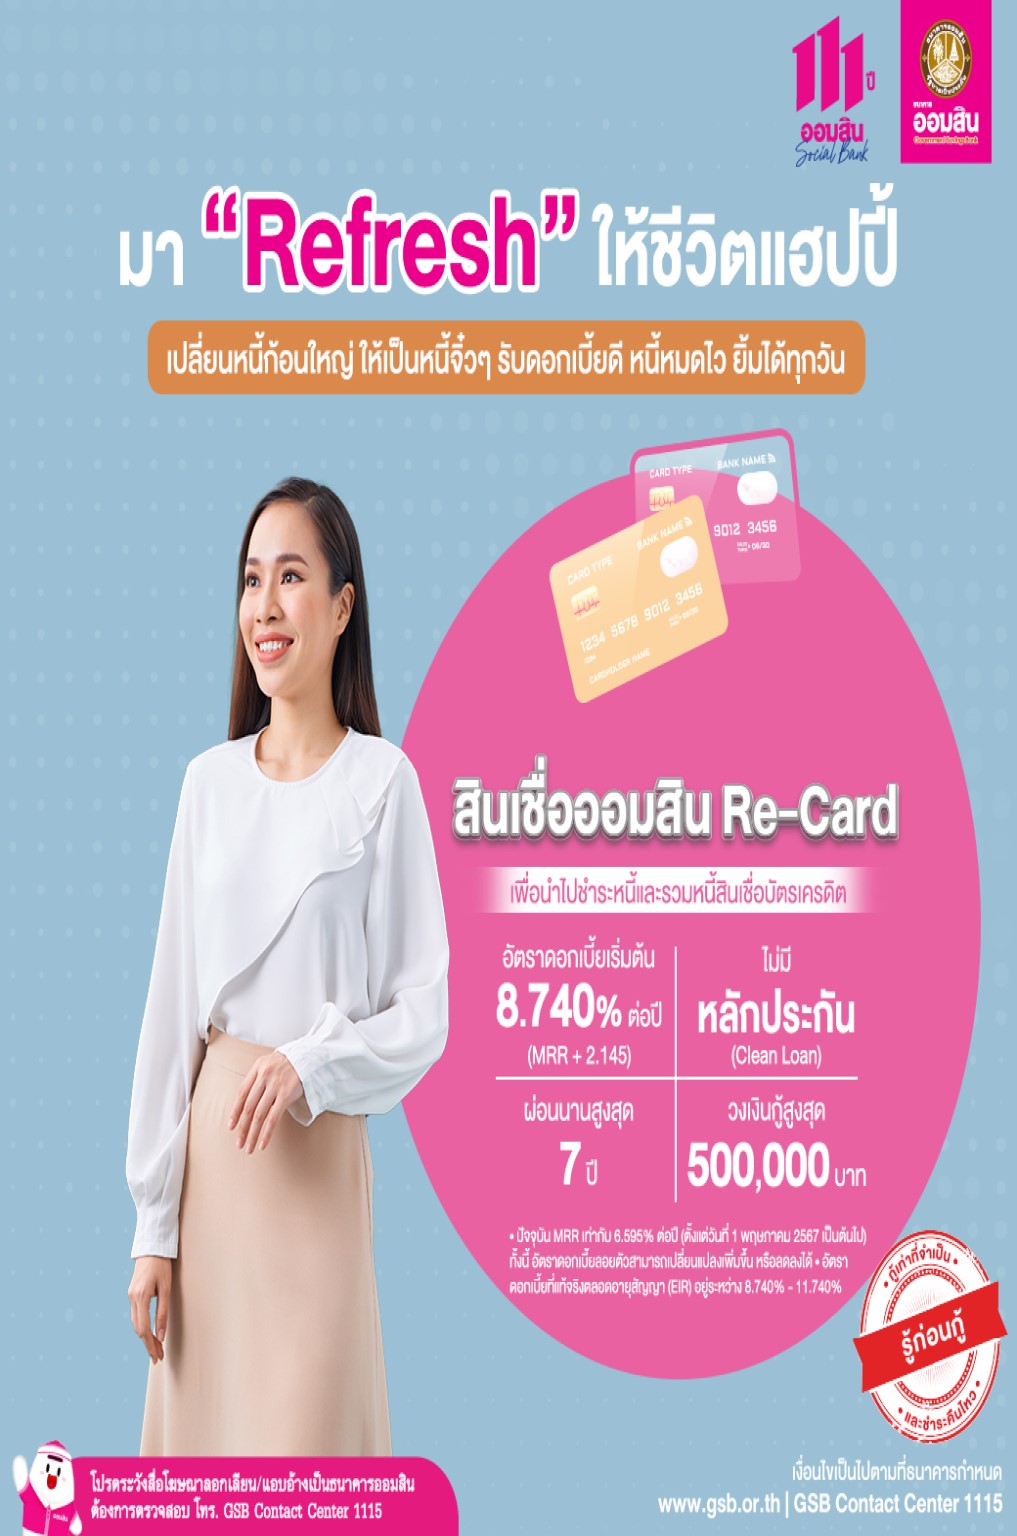 111 ปี
ออมสิน
Social Bank
ธนาคารออมสิน
ธนาคาร
ออมสิน
Government Savings Bank
มา “Refresh” ให้ชีวิตแฮปปี้
เปลี่ยนหนี้ก้อนใหญ่ ให้เป็นหนี้จิ๋วๆ รับดอกเบี้ยดี หนี้หมดไว ยิ้มได้ทุกวัน
CARD TYPE BANK NAME
9012 3456
09/20
CARD TYPE BANK NAME
1234 5678 9012 3456
1234
CARDHOLDER NAME
สินเชื่อออมสิน Re-Card
เพื่อนำไปชำระหนี้และรวมหนี้สินเชื่อบัตรเครดิต
อัตราดอกเบี้ยเริ่มต้น
8.740% ต่อปี
(MRR + 2.145)
ไม่มี
หลักประกัน
(Clean Loan)
ผ่อนนานสูงสุด
7 ปี
วงเงินกู้สูงสุด
500,000 บาท
• ปัจจุบัน MRR เท่ากับ 6.595% ต่อปี (ตั้งแต่วันที่ 1 พฤษภาคม 2567 เป็นต้นไป)
ทั้งนี้ อัตราดอกเบี้ยลอยตัวสามารถเปลี่ยนแปลงเพิ่มขึ้น หรือลดลงได้ • อัตรา
ดอกเบี้ยที่แท้จริงตลอดอายุสัญญา (EIR) อยู่ระหว่าง 8.740% - 11.740%
• กู้เท่าที่จำเป็น •
รู้ก่อนกู้
• และชำระคืนไหว •
โปรดระวังสื่อโฆษณาลอกเลียน/แอบอ้างเป็นธนาคารออมสิน
ต้องการตรวจสอบ โทร. GSB Contact Center 1115
เงื่อนไขเป็นไปตามที่ธนาคารกำหนด
www.gsb.or.th | GSB Contact Center 1115